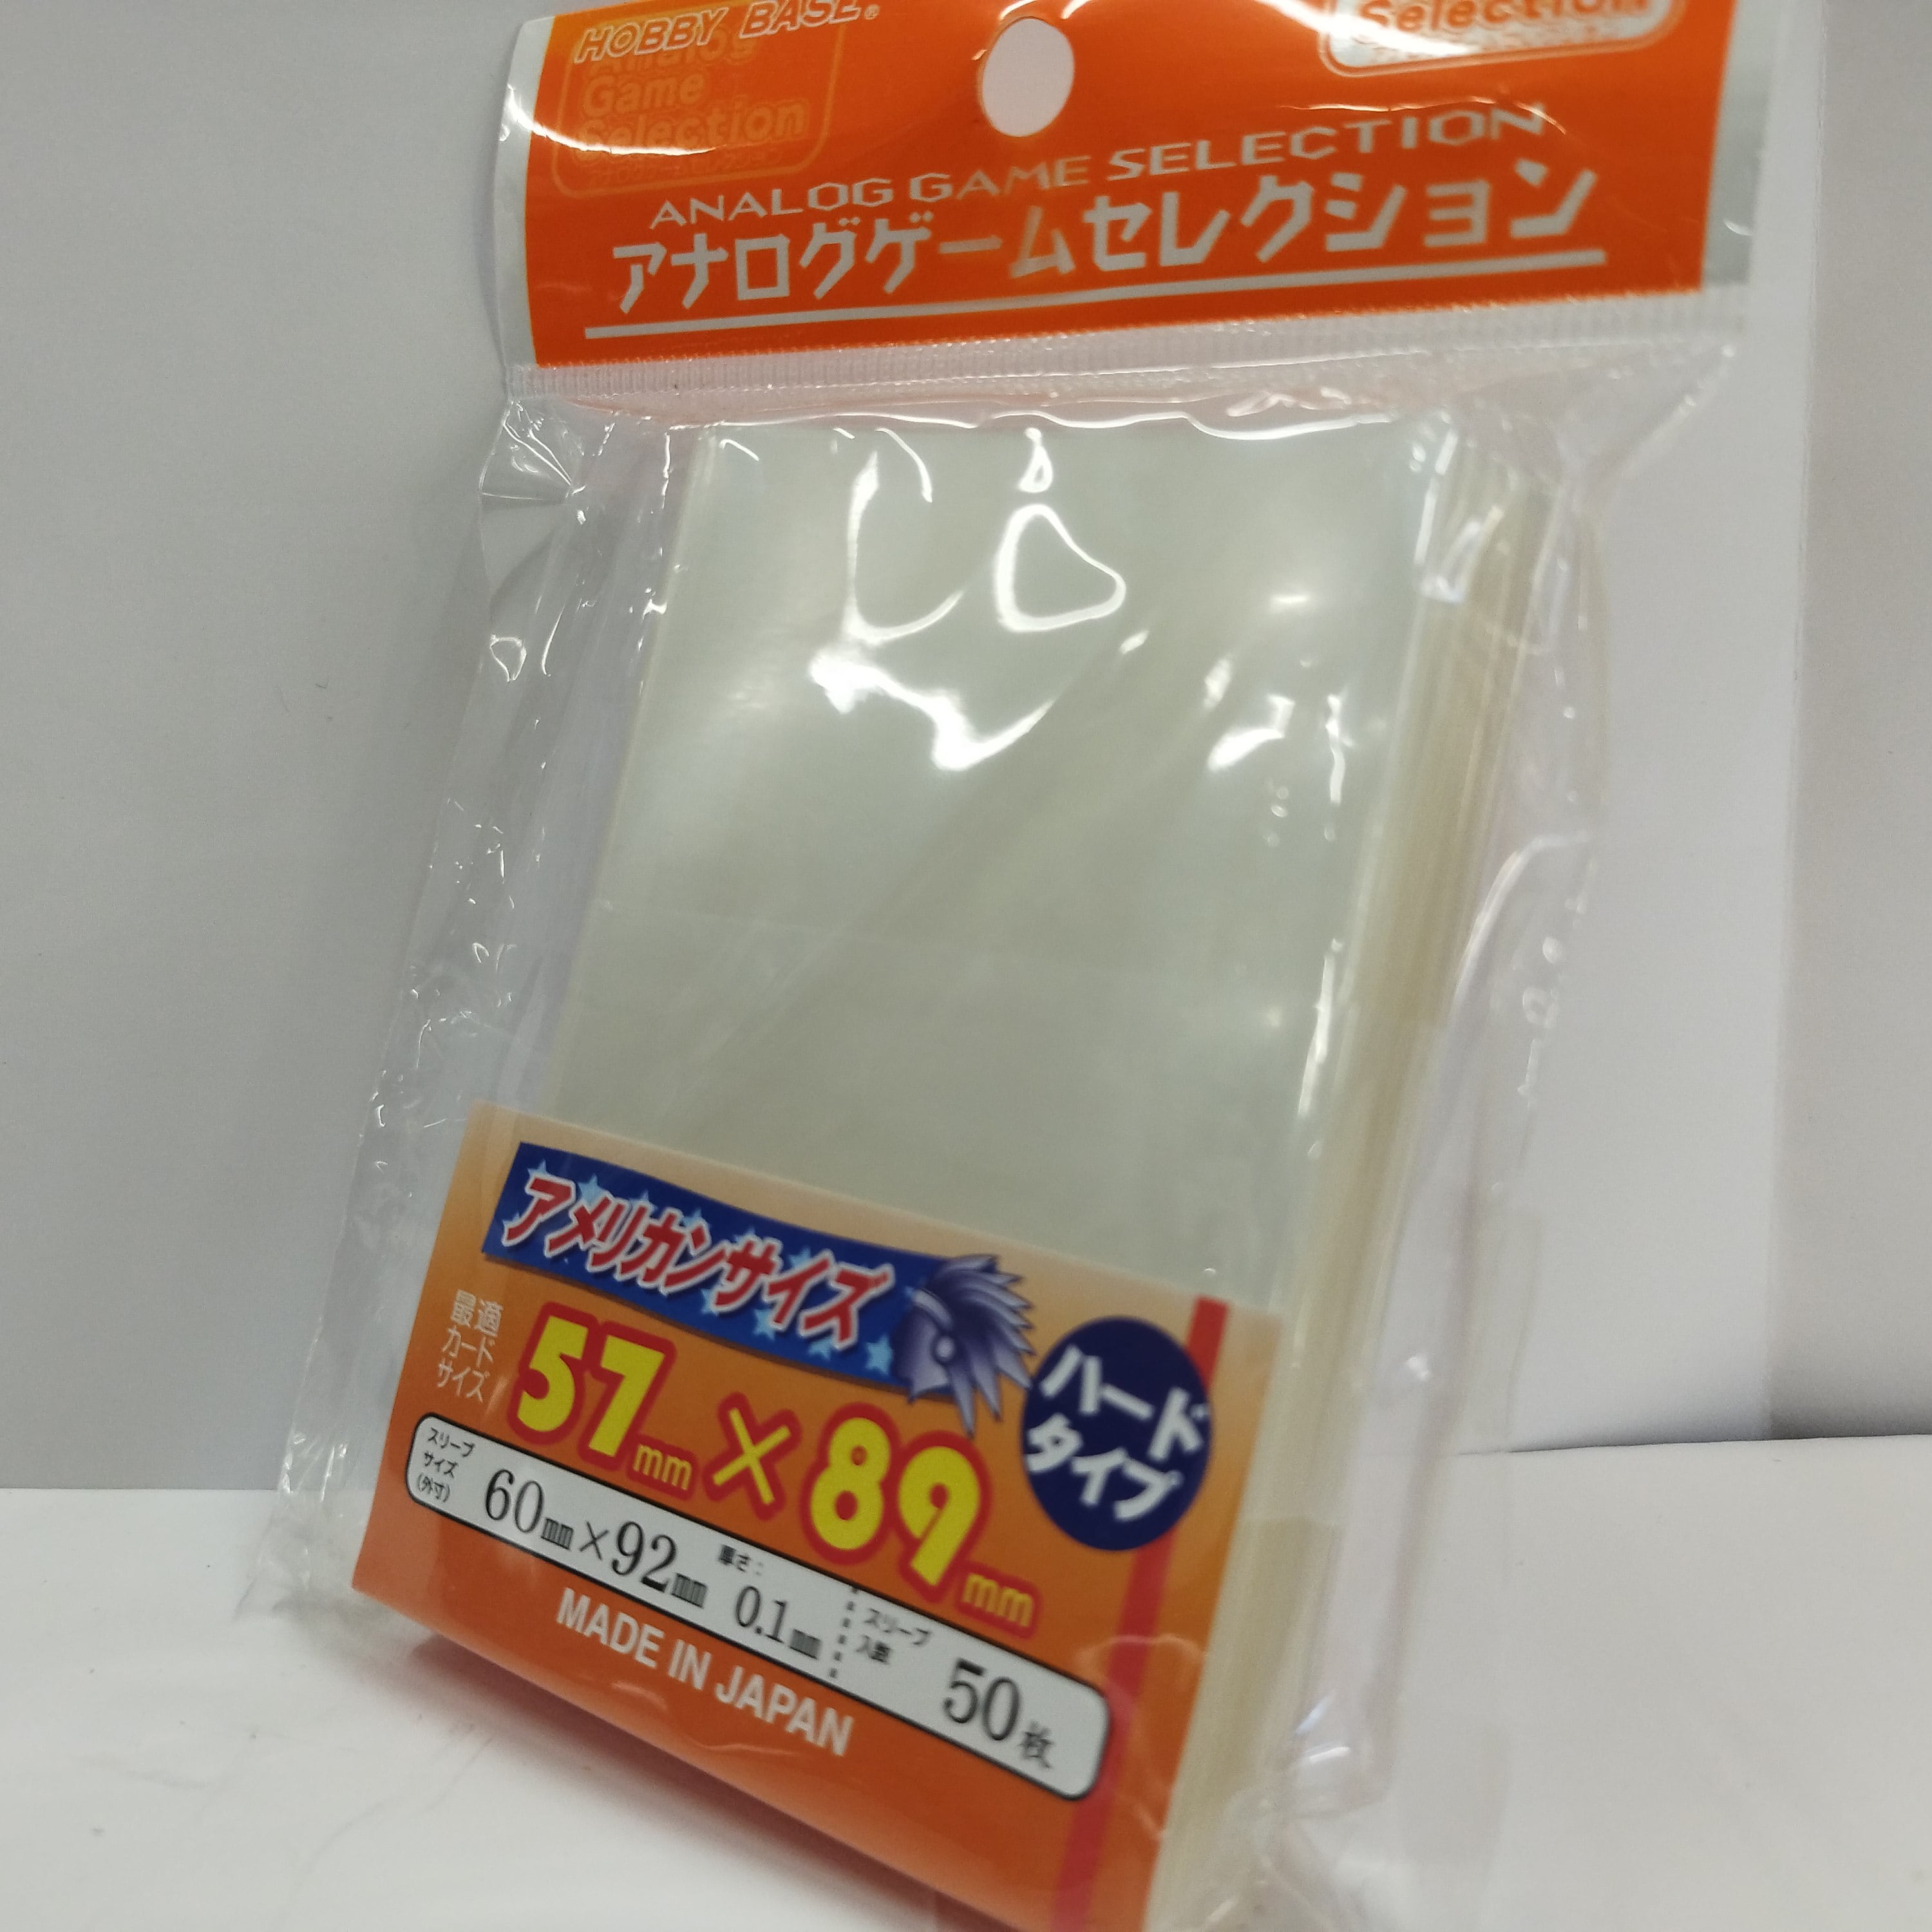 HOBBY BASE®
Analog
Game
Selection
アナログゲームセレクション
Selection
ANALOG GAME SELECTION
アナログゲームセレクション
アメリカンサイズ
最適
カード
サイズ
57mm×89mm
ハード
タイプ
スリーブ
サイズ
(外寸)
60mm×92mm
厚さ:
0.1mm
スリーブ
入数
50枚
MADE IN JAPAN